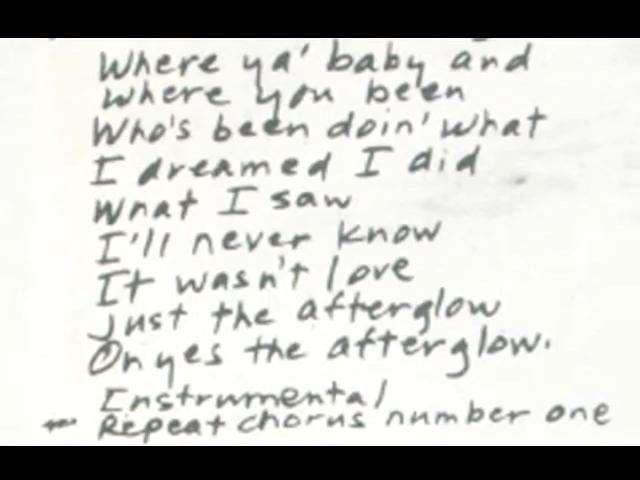 Where ya' baby and
where you been
Who's been doin' what
I dreamed I did
What I saw
I'll never know
It wasn't love
Just the afterglow
Oh yes the afterglow.
Instrumental
Repeat chorus number one